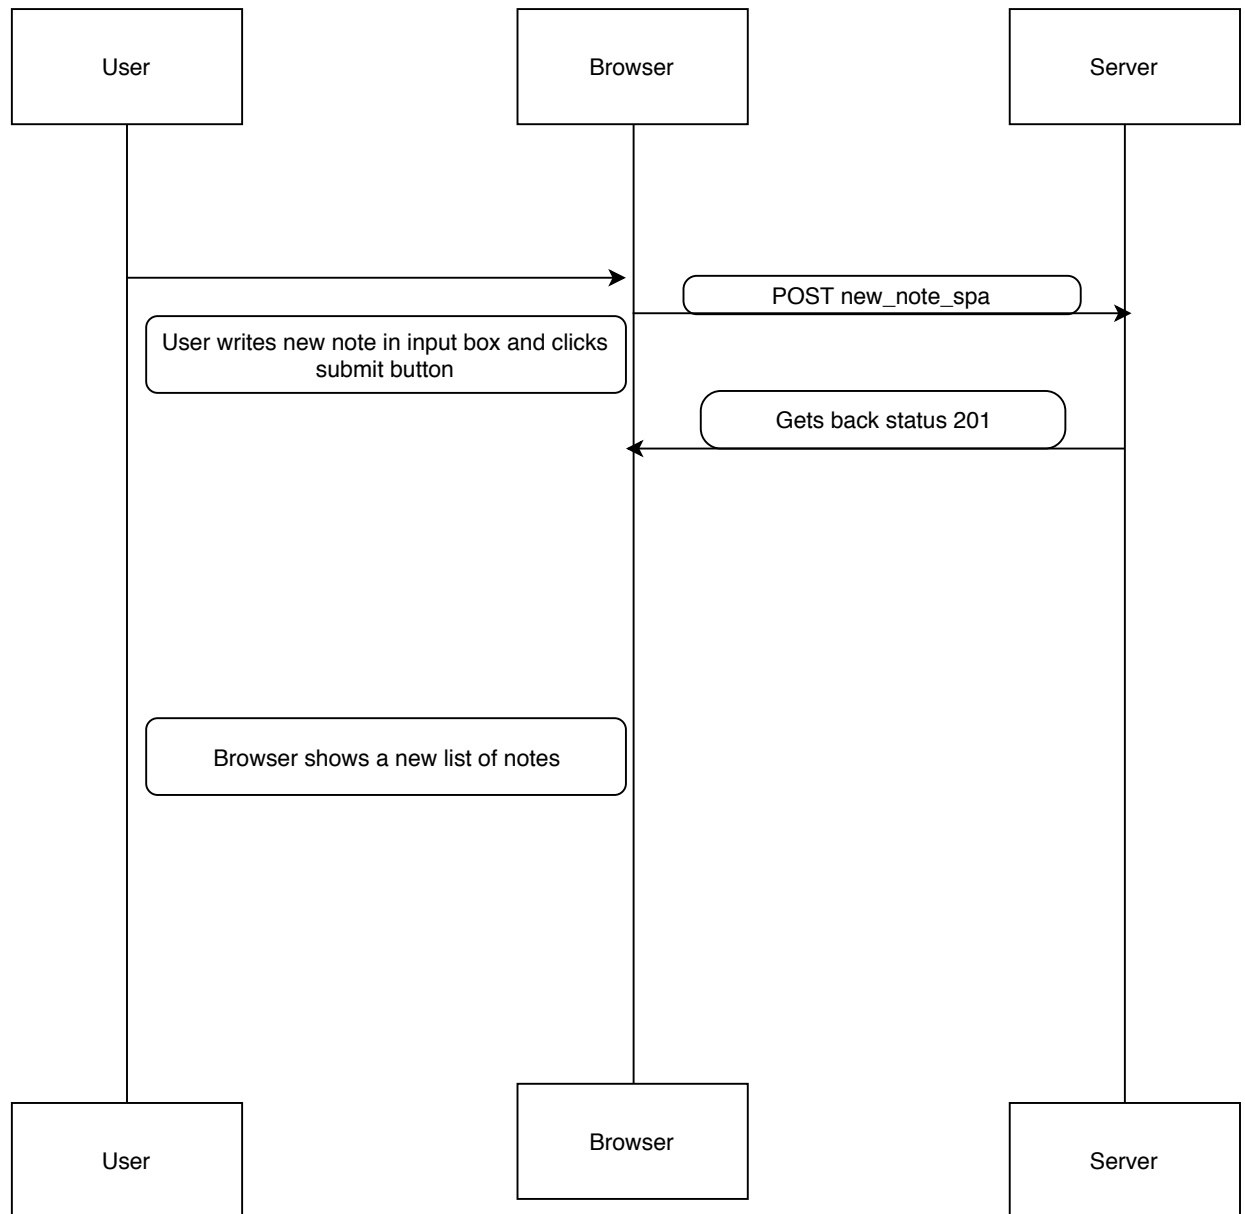 User
Browser
Server
POST new_note_spa
User writes new note in input box and clicks
submit button
Gets back status 201
Browser shows a new list of notes
User
Browser
Server